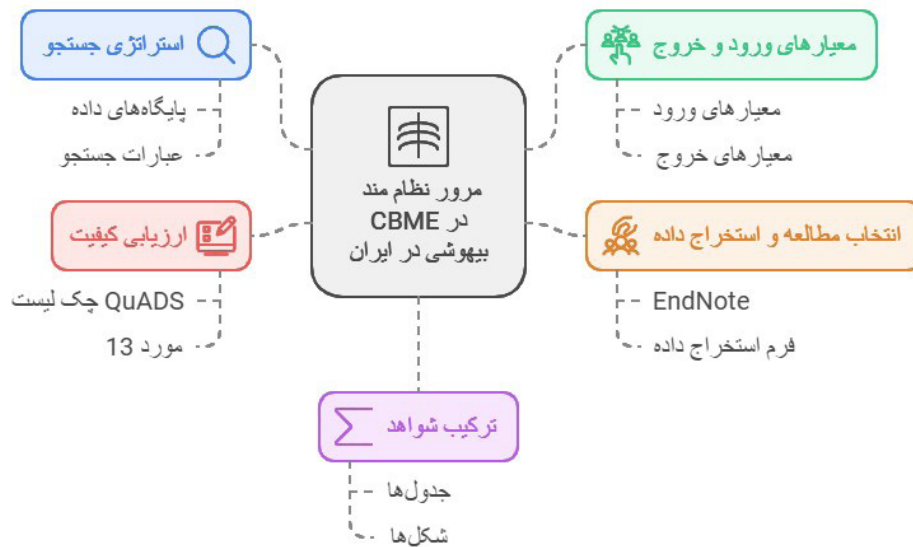 استراتژی جستجو
پایگاه‌های داده
عبارات جستجو
معیارهای ورود و خروج
معیارهای ورود
معیارهای خروج
مرور نظام مند
در CBME
بیهوشی در ایران
ارزیابی کیفیت
QuADS چک لیست
مورد 13
انتخاب مطالعه و استخراج داده
EndNote
فرم استخراج داده
ترکیب شواهد
جدول‌ها
شکل‌ها